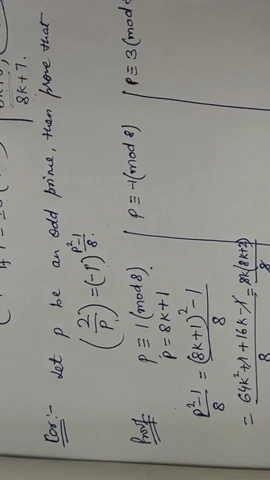 8k+7.
Cor:- Let p be an odd prime, then prove that
(2/p) = (-1)^{p²-1/8}.
Proof p ≡ 1 (mod 8) | p ≡ -1 (mod 8) | p ≡ 3 (mod
p = 8k+1
p²-1/8 = (8k+1)²-1/8
= 64k²+1+16k-1/8 = 8k(8k+2)/8